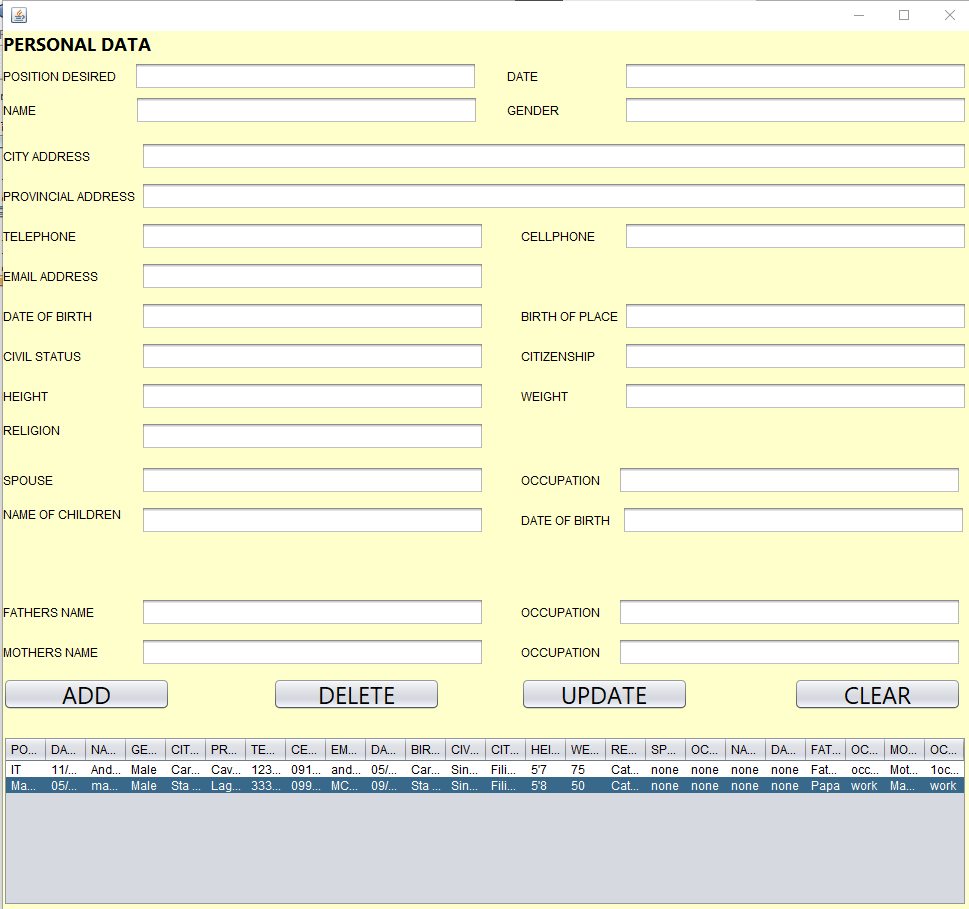 PERSONAL DATA
POSITION DESIRED DATE
NAME GENDER
CITY ADDRESS
PROVINCIAL ADDRESS
TELEPHONE CELLPHONE
EMAIL ADDRESS
DATE OF BIRTH BIRTH OF PLACE
CIVIL STATUS CITIZENSHIP
HEIGHT WEIGHT
RELIGION
SPOUSE OCCUPATION
NAME OF CHILDREN DATE OF BIRTH
FATHERS NAME OCCUPATION
MOTHERS NAME OCCUPATION
ADD DELETE UPDATE CLEAR
PO... DA... NA... GE... CIT... PR... TE... CE... EM... DA... BIR... CIV... CIT... HEI... WE... RE... SP... OC... NA... DA... FAT... OC... MO... OC...
IT 11/... And... Male Car... Cav... 123... 091... and... 05/... Car... Sin... Fili... 5'7 75 Cat... none none none none Fat... occ... Mot... 1oc...
Ma... 05/... ma... Male Sta ... Lag... 333... 099... MC... 09/... Sta ... Sin... Fili... 5'8 50 Cat... none none none none Papa work Ma... work